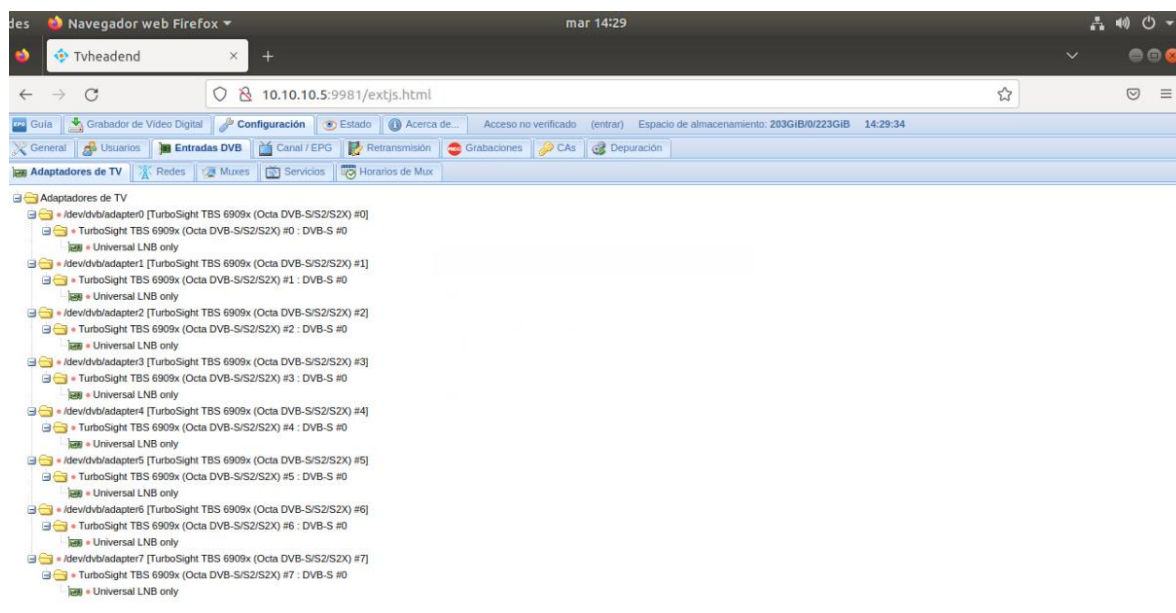 des Navegador web Firefox mar 14:29
Tvheadend
10.10.10.5:9981/extjs.html
EPG Guía Grabador de Vídeo Digital Configuración Estado Acerca de... Acceso no verificado (entrar) Espacio de almacenamiento: 203GiB/0/223GiB 14:29:34
General Usuarios Entradas DVB Canal / EPG Retransmisión Grabaciones CAs Depuración
Adaptadores de TV Redes Muxes Servicios Horarios de Mux
Adaptadores de TV
/dev/dvb/adapter0 [TurboSight TBS 6909x (Octa DVB-S/S2/S2X) #0]
TurboSight TBS 6909x (Octa DVB-S/S2/S2X) #0 : DVB-S #0
Universal LNB only
/dev/dvb/adapter1 [TurboSight TBS 6909x (Octa DVB-S/S2/S2X) #1]
TurboSight TBS 6909x (Octa DVB-S/S2/S2X) #1 : DVB-S #0
Universal LNB only
/dev/dvb/adapter2 [TurboSight TBS 6909x (Octa DVB-S/S2/S2X) #2]
TurboSight TBS 6909x (Octa DVB-S/S2/S2X) #2 : DVB-S #0
Universal LNB only
/dev/dvb/adapter3 [TurboSight TBS 6909x (Octa DVB-S/S2/S2X) #3]
TurboSight TBS 6909x (Octa DVB-S/S2/S2X) #3 : DVB-S #0
Universal LNB only
/dev/dvb/adapter4 [TurboSight TBS 6909x (Octa DVB-S/S2/S2X) #4]
TurboSight TBS 6909x (Octa DVB-S/S2/S2X) #4 : DVB-S #0
Universal LNB only
/dev/dvb/adapter5 [TurboSight TBS 6909x (Octa DVB-S/S2/S2X) #5]
TurboSight TBS 6909x (Octa DVB-S/S2/S2X) #5 : DVB-S #0
Universal LNB only
/dev/dvb/adapter6 [TurboSight TBS 6909x (Octa DVB-S/S2/S2X) #6]
TurboSight TBS 6909x (Octa DVB-S/S2/S2X) #6 : DVB-S #0
Universal LNB only
/dev/dvb/adapter7 [TurboSight TBS 6909x (Octa DVB-S/S2/S2X) #7]
TurboSight TBS 6909x (Octa DVB-S/S2/S2X) #7 : DVB-S #0
Universal LNB only